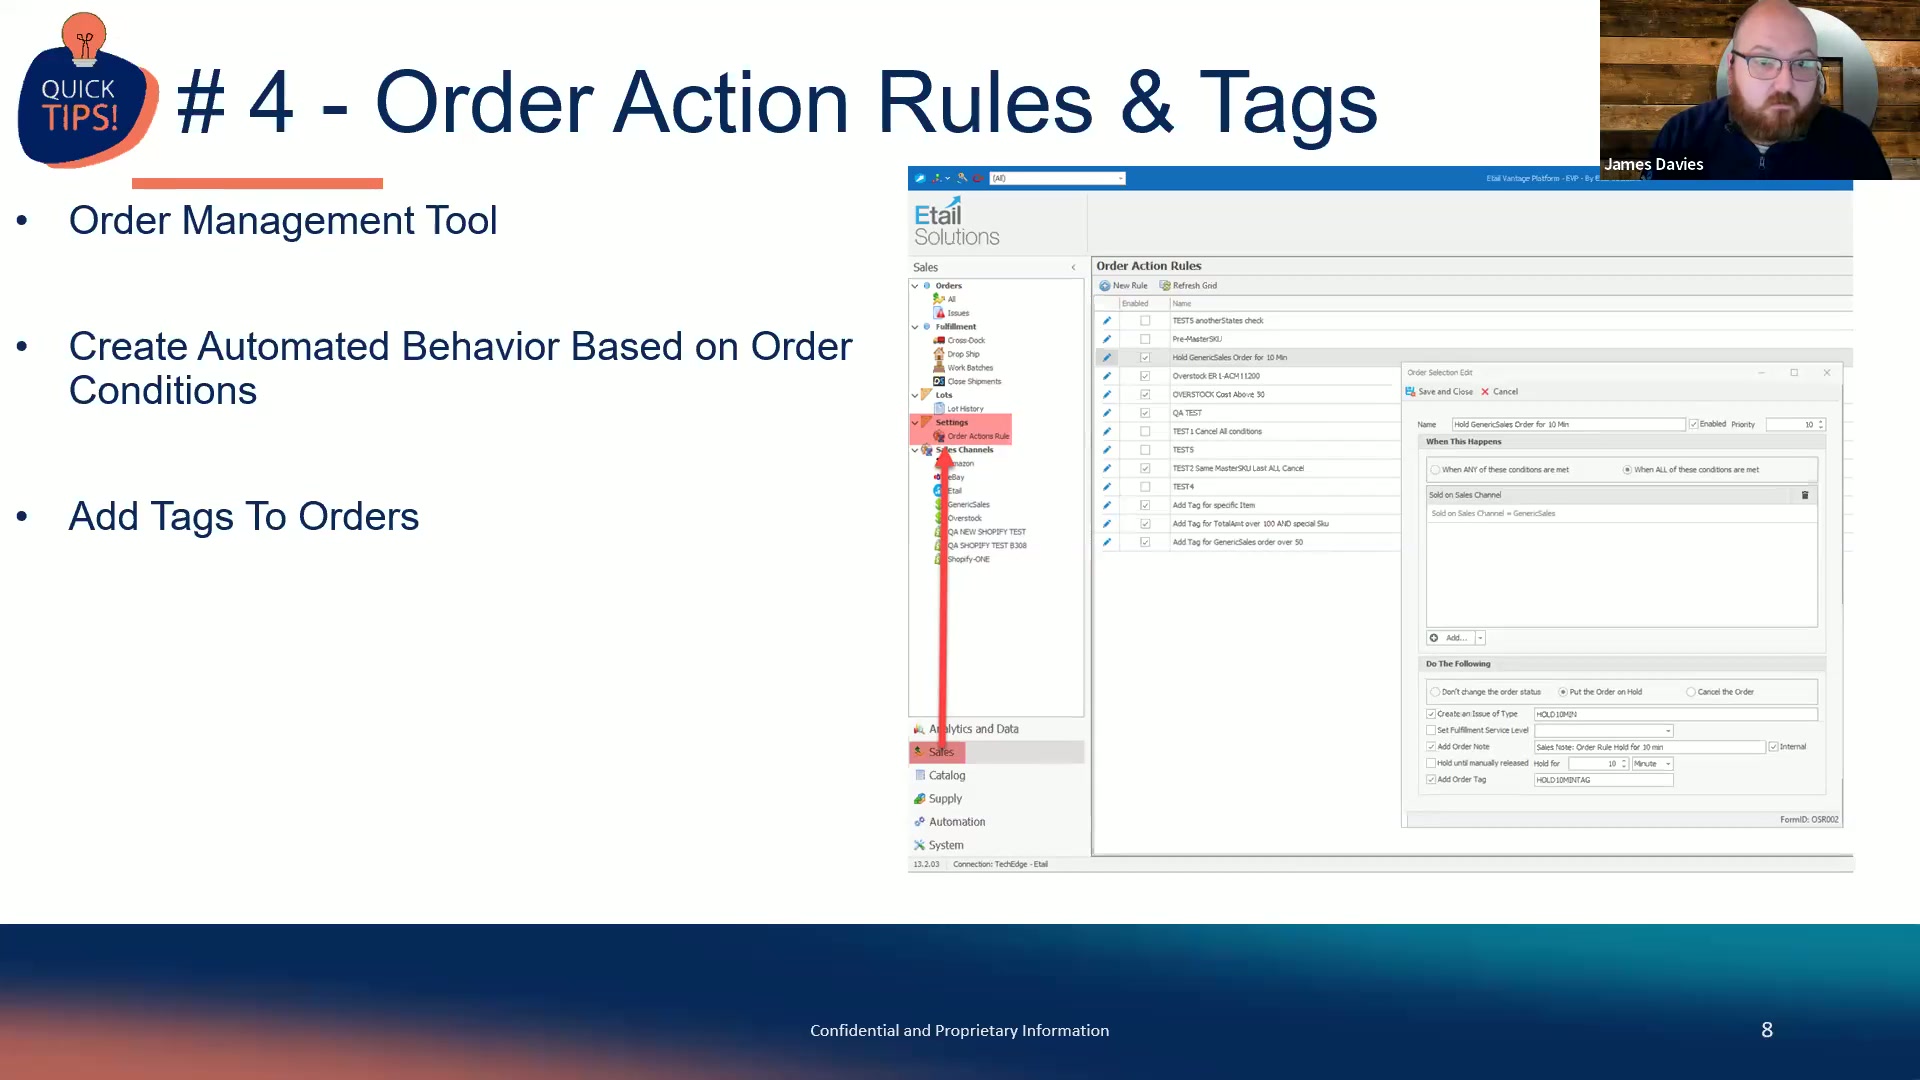 QUICK
TIPS!
# 4 - Order Action Rules & Tags
James Davies
• Order Management Tool
• Create Automated Behavior Based on Order
Conditions
• Add Tags To Orders
(All)
Etail Vantage Platform - EVP - By
Etail
Solutions
Sales
Orders
All
Issues
Fulfillment
Cross-Dock
Drop Ship
Work Batches
Close Shipments
Lots
Lot History
Settings
Order Actions Rule
Sales Channels
eBay
Etail
GenericSales
Overstock
QA NEW SHOPIFY TEST
QA SHOPIFY TEST B308
Shopify-ONE
Analytics and Data
Sales
Catalog
Supply
Automation
System
13.2.03 Connection: TechEdge - Etail
Order Action Rules
New Rule Refresh Grid
Enabled Name
TEST5 anotherStates check
Pre-MasterSKU
Hold GenericSales Order for 10 Min
Overstock ER 1-ACM11200
OVERSTOCK Cost Above 50
QA TEST
TEST1 Cancel All conditions
TEST5
TEST2 Same MasterSKU Last ALL Cancel
TEST4
Add Tag for specific Item
Add Tag for TotalAmt over 100 AND special Sku
Add Tag for GenericSales order over 50
Order Selection Edit
Save and Close Cancel
Name Hold GenericSales Order for 10 Min Enabled Priority 10
When This Happens
When ANY of these conditions are met When ALL of these conditions are met
Sold on Sales Channel
Sold on Sales Channel = GenericSales
Add...
Do The Following
Don't change the order status Put the Order on Hold Cancel the Order
Create an Issue of Type HOLD10MIN
Set Fulfillment Service Level
Add Order Note Sales Note: Order Rule Hold for 10 min Internal
Hold until manually released Hold for 10 Minute
Add Order Tag HOLD10MINTAG
FormID: OSR002
Confidential and Proprietary Information
8